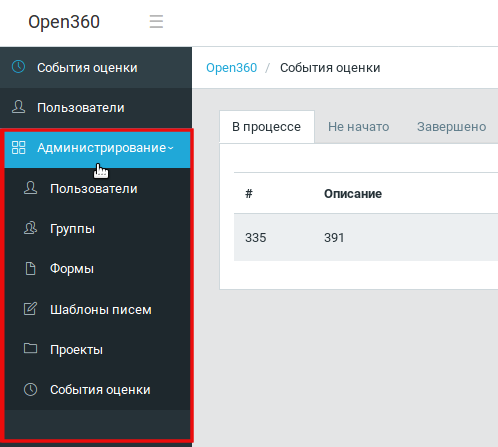 Open360
События оценки
Пользователи
Администрирование
Пользователи
Группы
Формы
Шаблоны писем
Проекты
События оценки
Open360 / События оценки
В процессе Не начато Завершено
# Описание
335 391